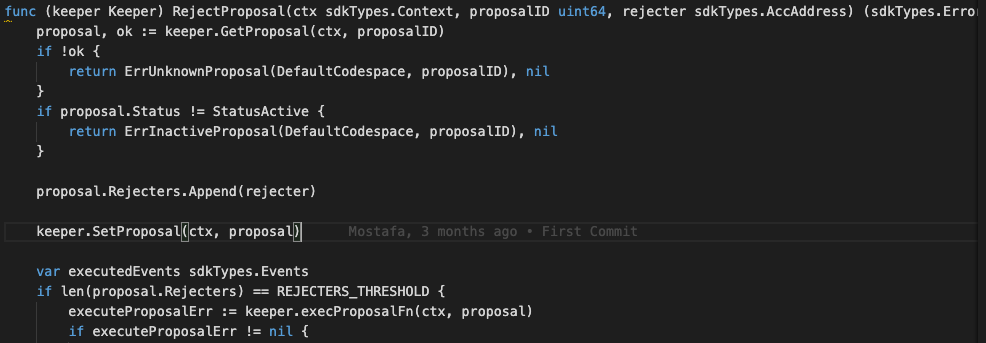 func (keeper Keeper) RejectProposal(ctx sdkTypes.Context, proposalID uint64, rejecter sdkTypes.AccAddress) (sdkTypes.Erro
proposal, ok := keeper.GetProposal(ctx, proposalID)
if !ok {
return ErrUnknownProposal(DefaultCodespace, proposalID), nil
}
if proposal.Status != StatusActive {
return ErrInactiveProposal(DefaultCodespace, proposalID), nil
}
proposal.Rejecters.Append(rejecter)
keeper.SetProposal(ctx, proposal) Mostafa, 3 months ago • First Commit
var executedEvents sdkTypes.Events
if len(proposal.Rejecters) == REJECTERS_THRESHOLD {
executeProposalErr := keeper.execProposalFn(ctx, proposal)
if executeProposalErr != nil {